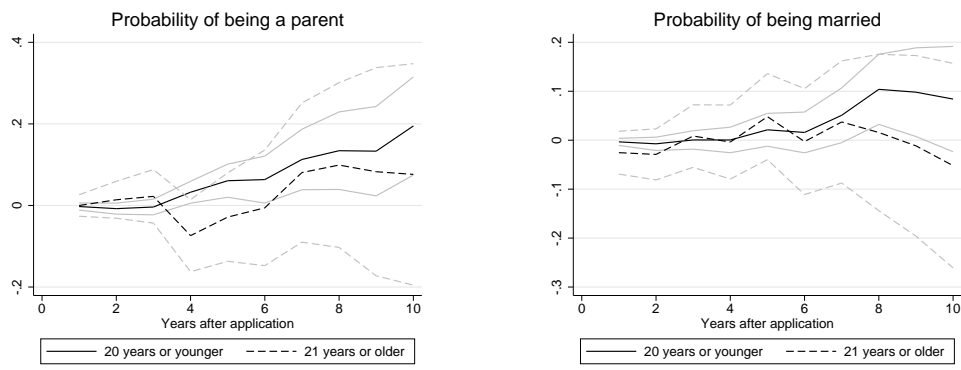 Probability of being a parent
.4
.2
0
-.2
0 2 4 6 8 10
Years after application
20 years or younger 21 years or older
Probability of being married
.2
.1
0
-.1
-.2
-.3
0 2 4 6 8 10
Years after application
20 years or younger 21 years or older